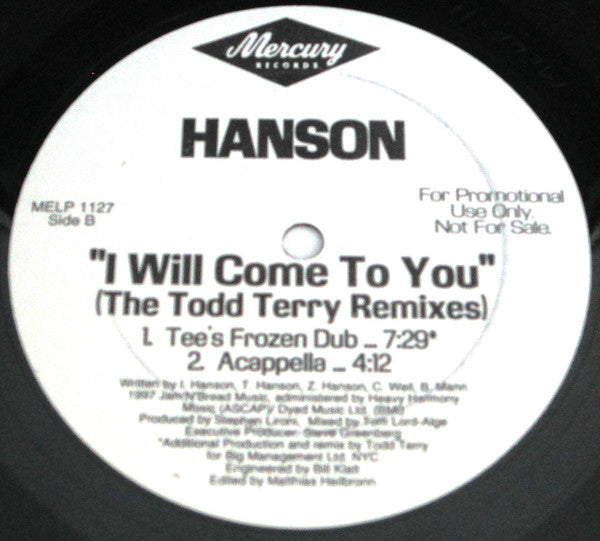 Mercury
RECORDS
HANSON
MELP 1127
Side B
For Promotional
Use Only.
Not For Sale.
"I Will Come To You"
(The Todd Terry Remixes)
1. Tee's Frozen Dub ... 7:29*
2. Acappella ... 4:12
Written by I. Hanson, T. Hanson, Z. Hanson, C. Weil, B. Mann
1997 Jam N' Bread Music, administered by Heavy Harmony
Music (ASCAP)/ Dyad Music Ltd. (BMI)
Produced by Stephen Lironi, Mixed by Tom Lord-Alge
Executive Producer: Steve Greenberg
*Additional Production and remix by Todd Terry
for Big Management Ltd. NYC
Engineered by Bill Klatt
Edited by Matthias Heilbronn